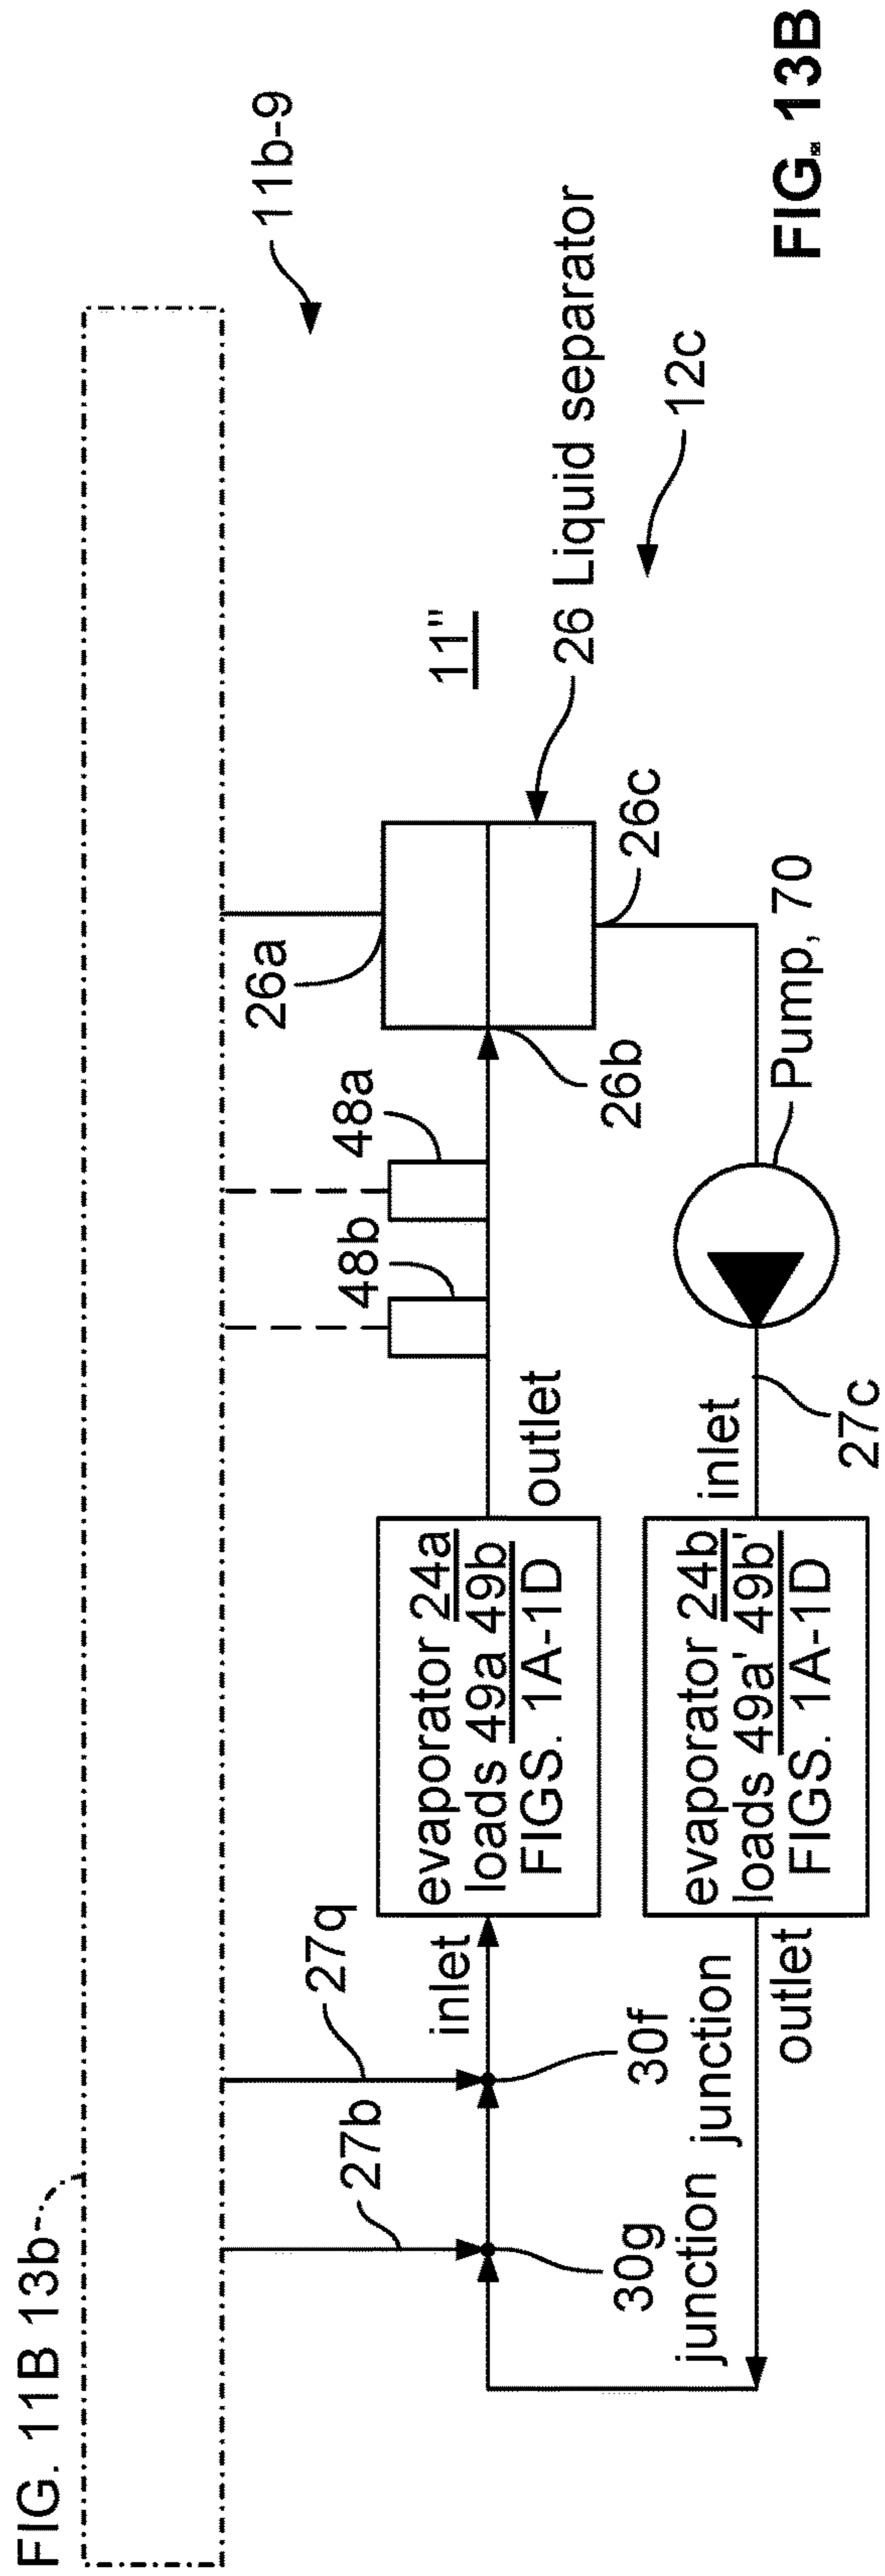 FIG. 11B 13b
11b-9
27b
27q
48b
48a
26a
11"
inlet
evaporator 24a
loads 49a 49b
FIGS. 1A-1D
outlet
26b
26c
26 Liquid separator
12c
30g
junction
30f
junction
outlet
evaporator 24b
loads 49a' 49b'
FIGS. 1A-1D
inlet
27c
Pump, 70
FIG. 13B